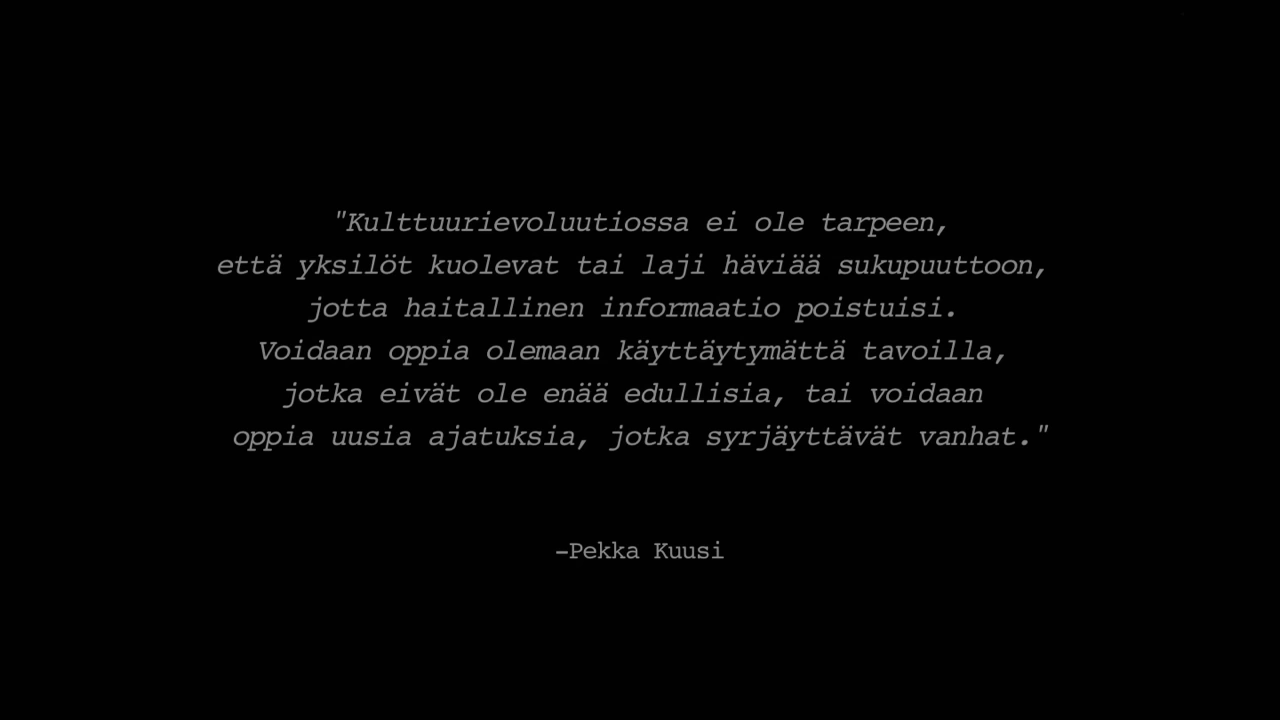 "Kulttuurievoluutiossa ei ole tarpeen,
että yksilöt kuolevat tai laji häviää sukupuuttoon,
jotta haitallinen informaatio poistuisi.
Voidaan oppia olemaan käyttäytymättä tavoilla,
jotka eivät ole enää edullisia, tai voidaan
oppia uusia ajatuksia, jotka syrjäyttävät vanhat."
–Pekka Kuusi